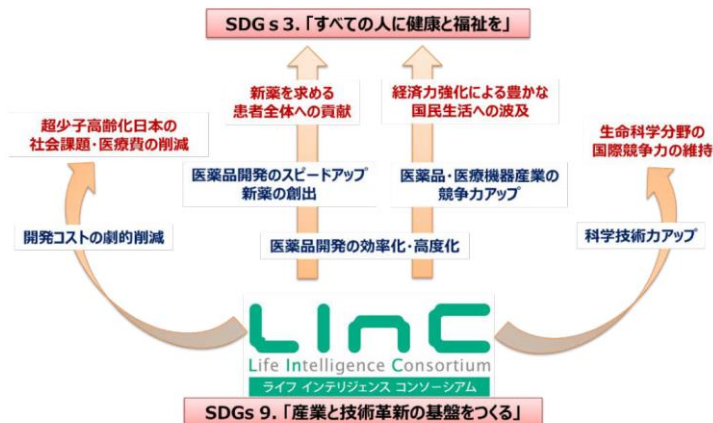 SDGｓ3.「すべての人に健康と福祉を」
新薬を求める
患者全体への貢献
経済力強化による豊かな
国民生活への波及
超少子高齢化日本の
社会課題・医療費の削減
生命科学分野の
国際競争力の維持
医薬品開発のスピードアップ
新薬の創出
医薬品・医療機器産業の
競争力アップ
開発コストの劇的削減
医薬品開発の効率化・高度化
科学技術力アップ
LInC
Life Intelligence Consortium
ライフ インテリジェンス コンソーシアム
SDGs 9.「産業と技術革新の基盤をつくる」